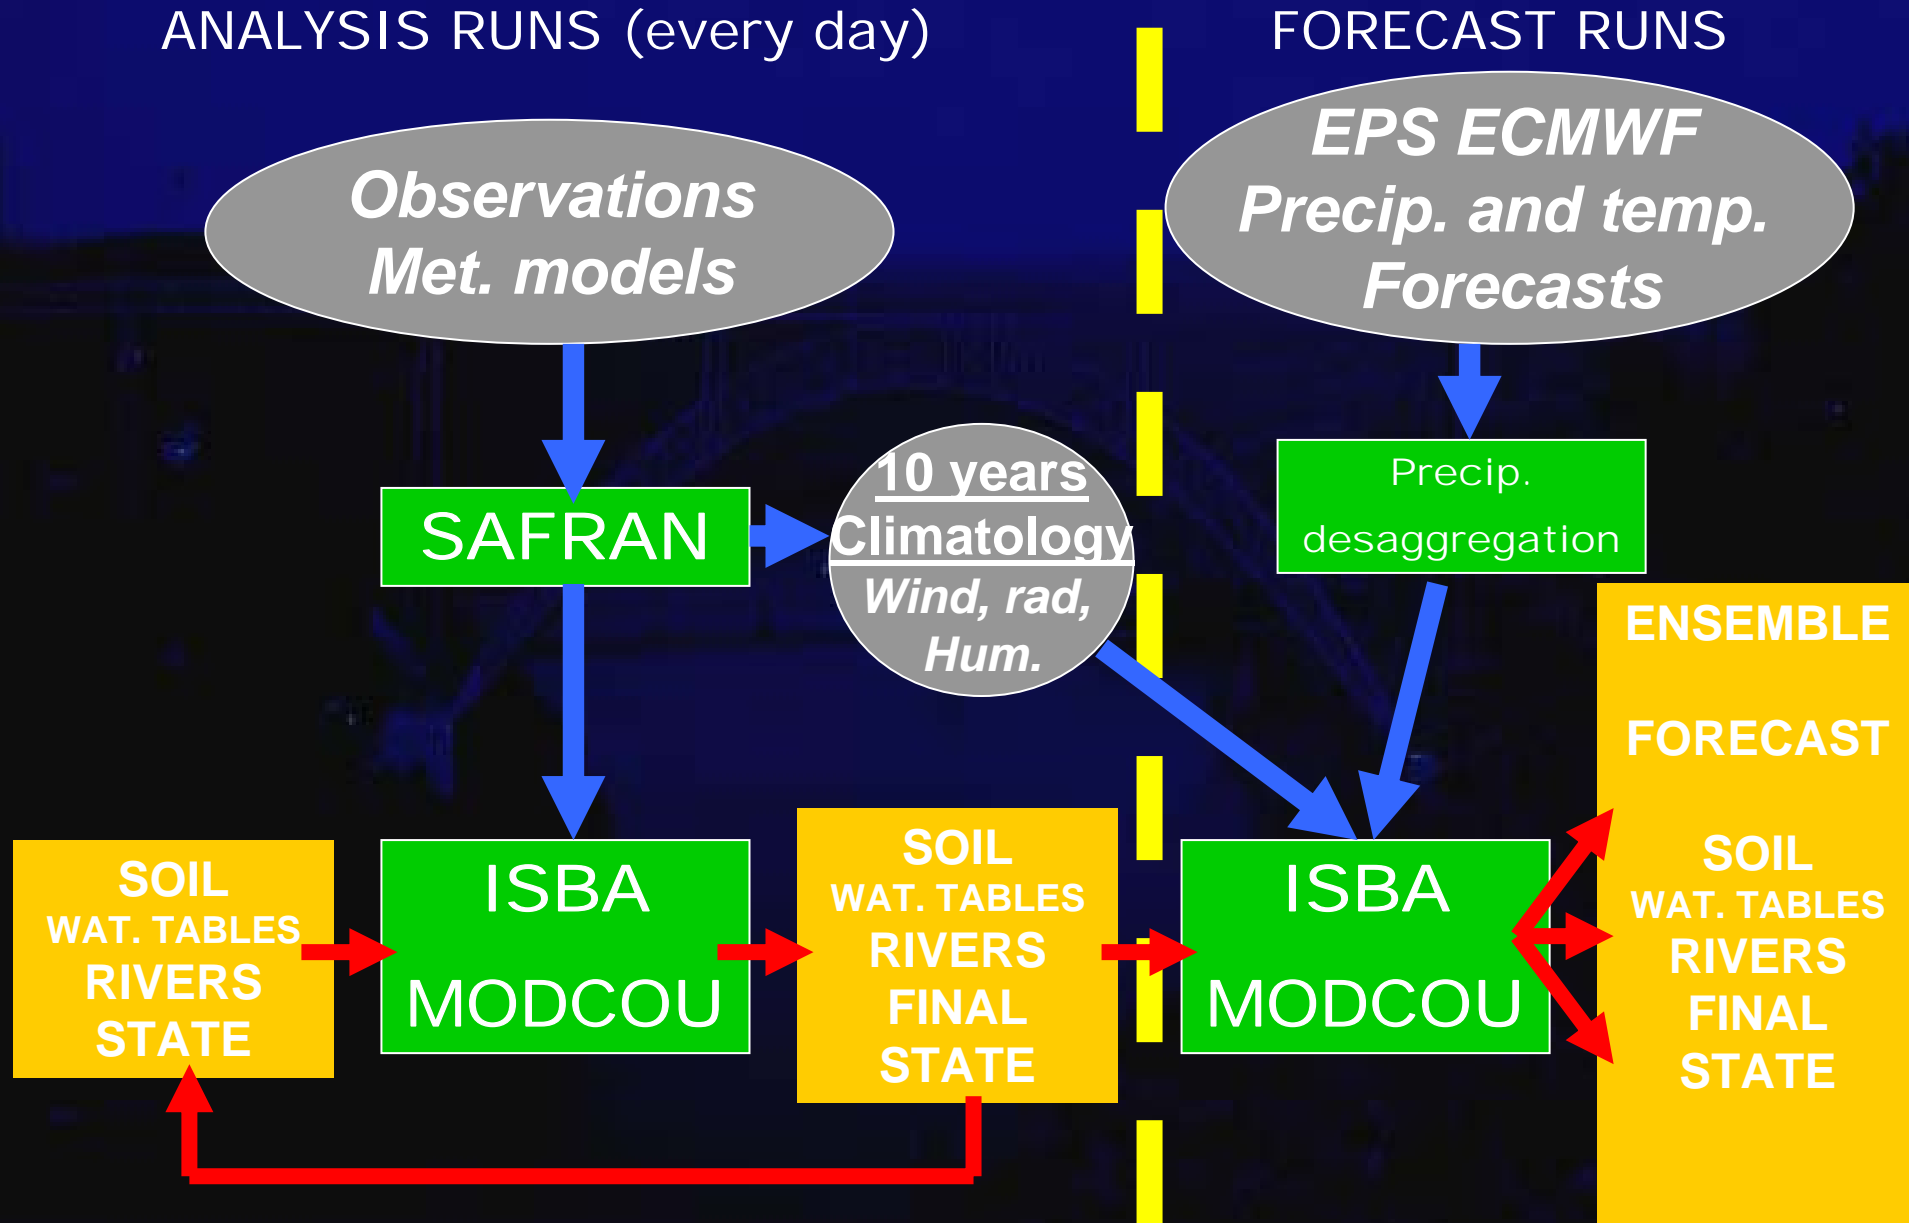 ANALYSIS RUNS (every day)
FORECAST RUNS
Observations
Met. models
EPS ECMWF
Precip. and temp.
Forecasts
SAFRAN
10 years
Climatology
Wind, rad,
Hum.
Precip.
desaggregation
SOIL
WAT. TABLES
RIVERS
STATE
ISBA
MODCOU
SOIL
WAT. TABLES
RIVERS
FINAL
STATE
ISBA
MODCOU
ENSEMBLE
FORECAST
SOIL
WAT. TABLES
RIVERS
FINAL
STATE